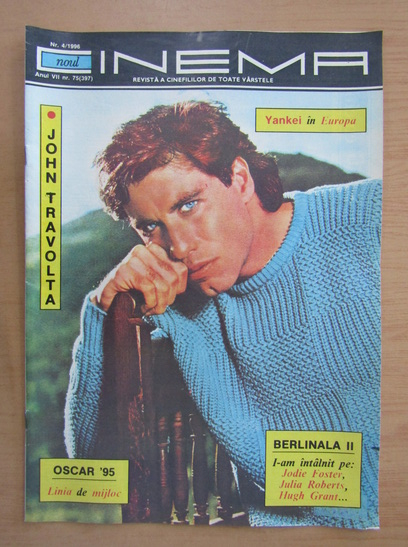 Nr. 4/1996
noul
CINEMA
Anul VII nr. 75(397)
REVISTĂ A CINEFILILOR DE TOATE VÂRSTELE
Yankei în Europa
• JOHN TRAVOLTA
OSCAR '95
Linia de mijloc
BERLINALA II
I-am întâlnit pe:
Jodie Foster,
Julia Roberts,
Hugh Grant...